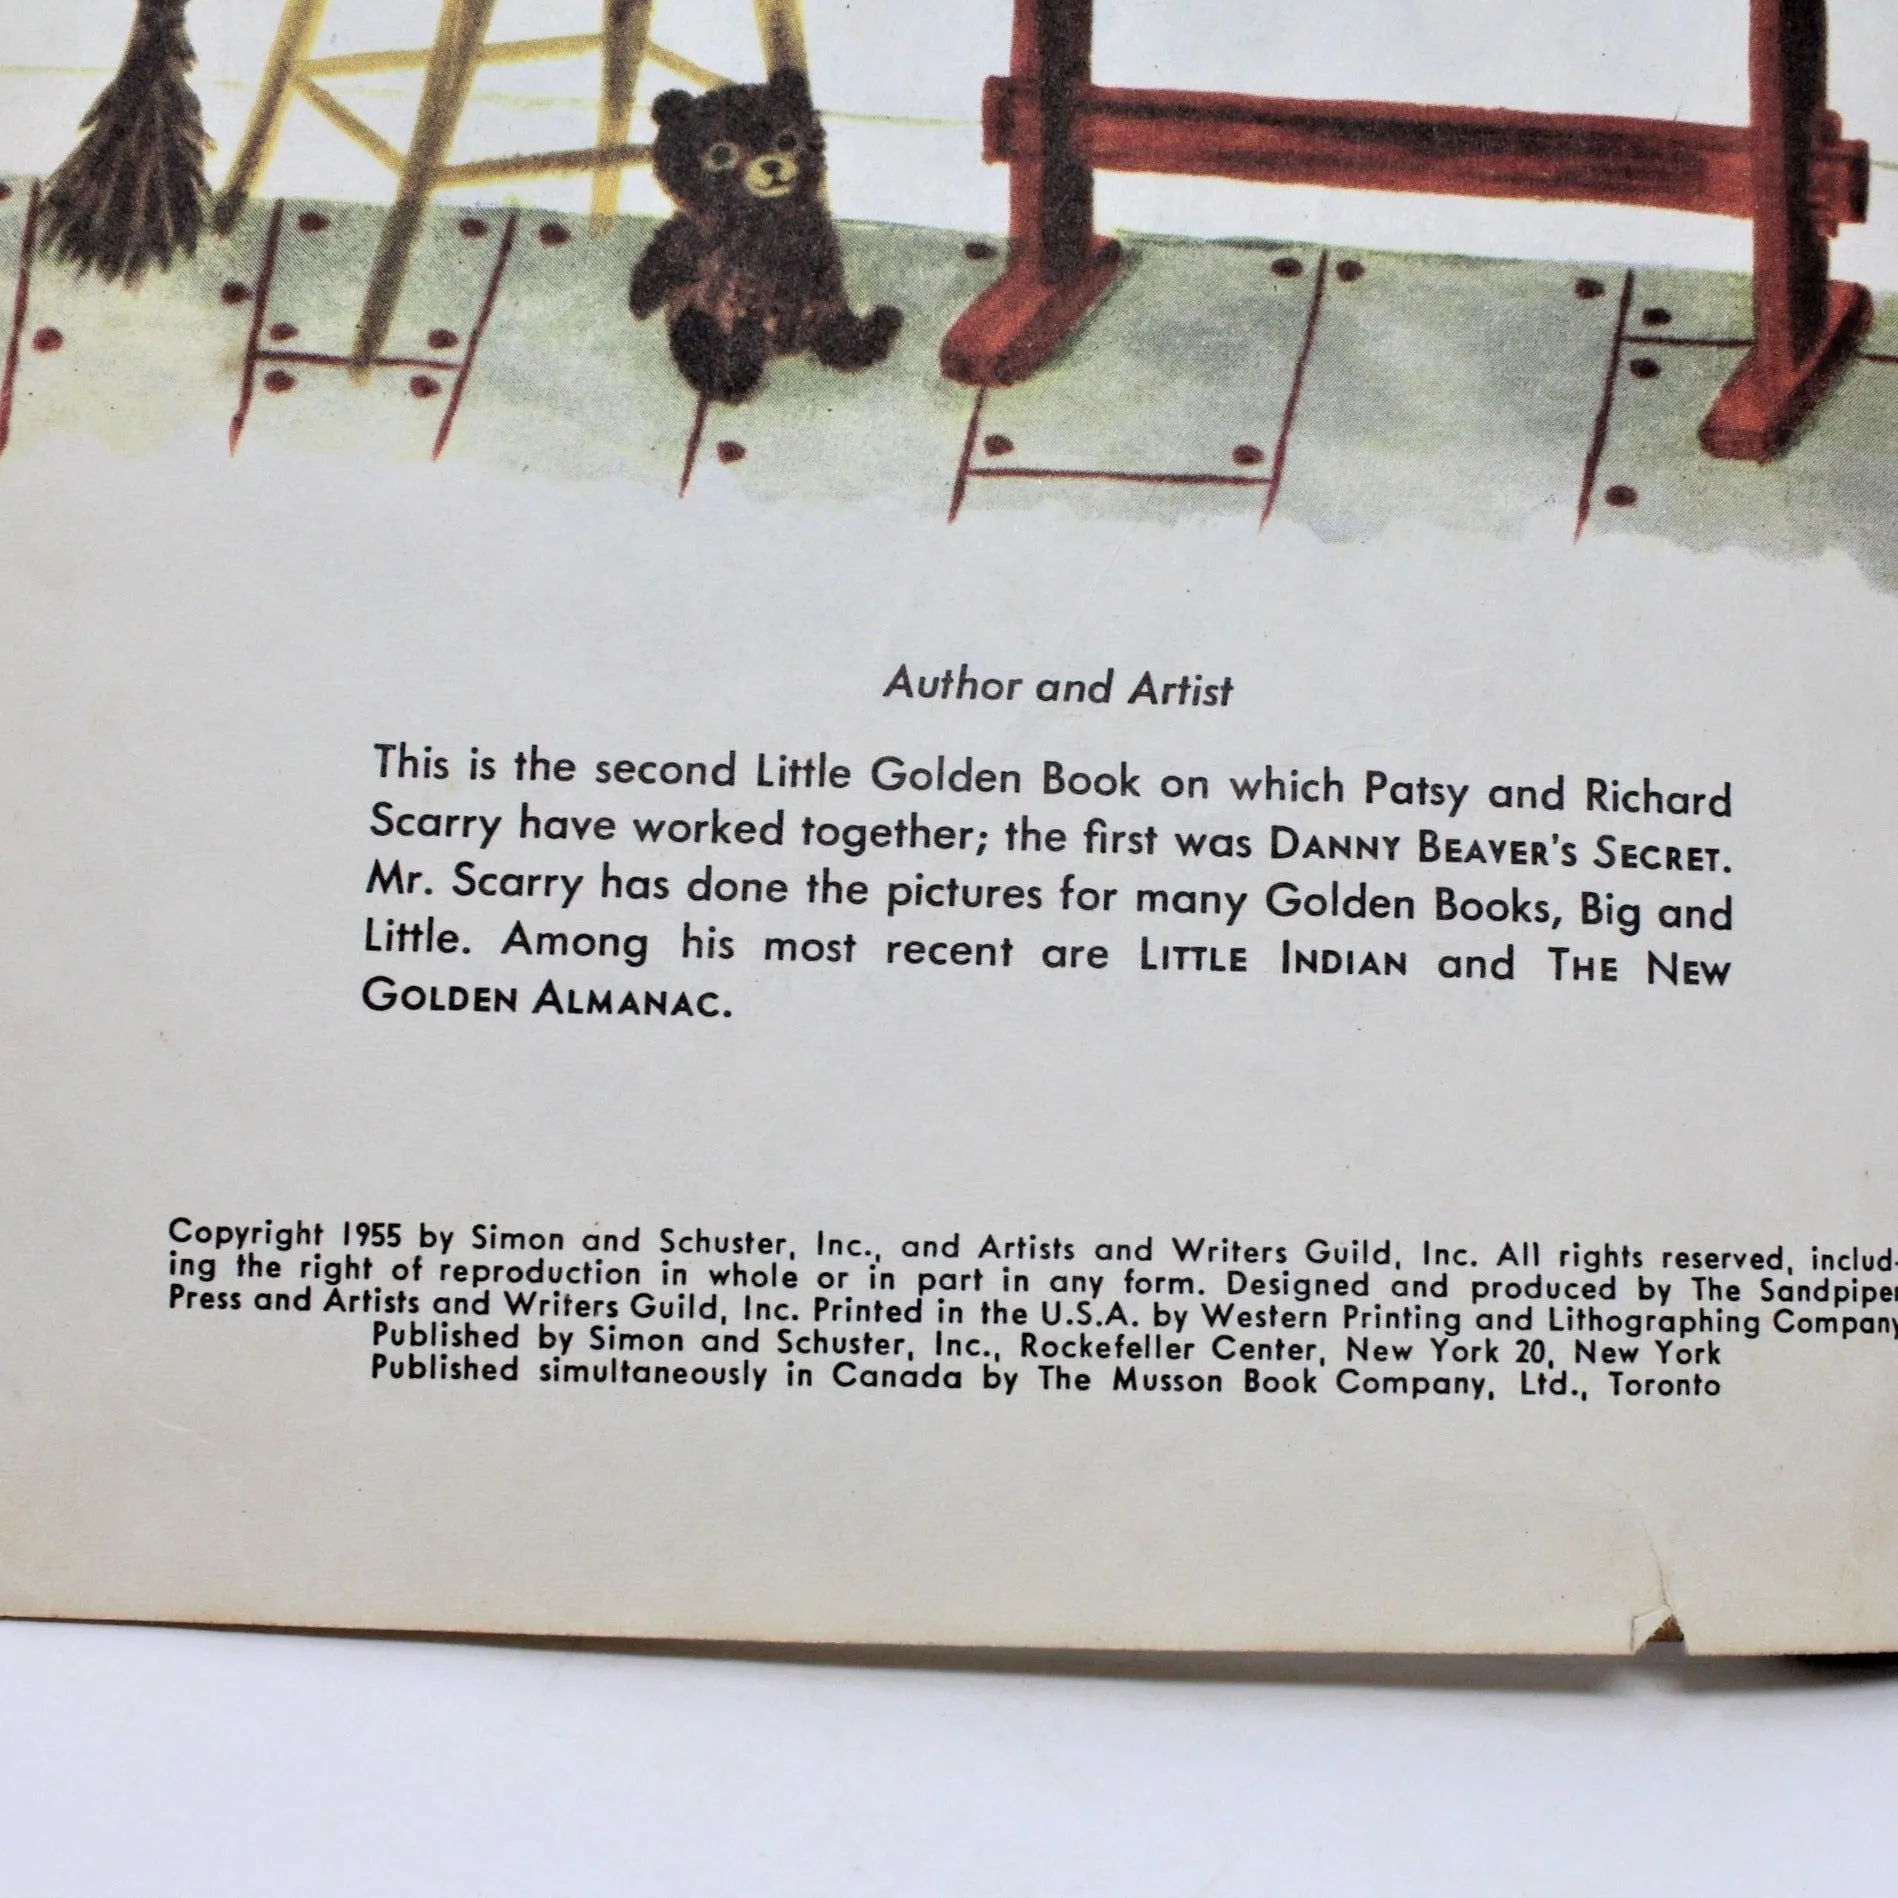 Author and Artist
This is the second Little Golden Book on which Patsy and Richard
Scarry have worked together; the first was DANNY BEAVER'S SECRET.
Mr. Scarry has done the pictures for many Golden Books, Big and
Little. Among his most recent are LITTLE INDIAN and THE NEW
GOLDEN ALMANAC.
Copyright 1955 by Simon and Schuster, Inc., and Artists and Writers Guild, Inc. All rights reserved, includ-
ing the right of reproduction in whole or in part in any form. Designed and produced by The Sandpiper
Press and Artists and Writers Guild, Inc. Printed in the U.S.A. by Western Printing and Lithographing Company
Published by Simon and Schuster, Inc., Rockefeller Center, New York 20, New York
Published simultaneously in Canada by The Musson Book Company, Ltd., Toronto